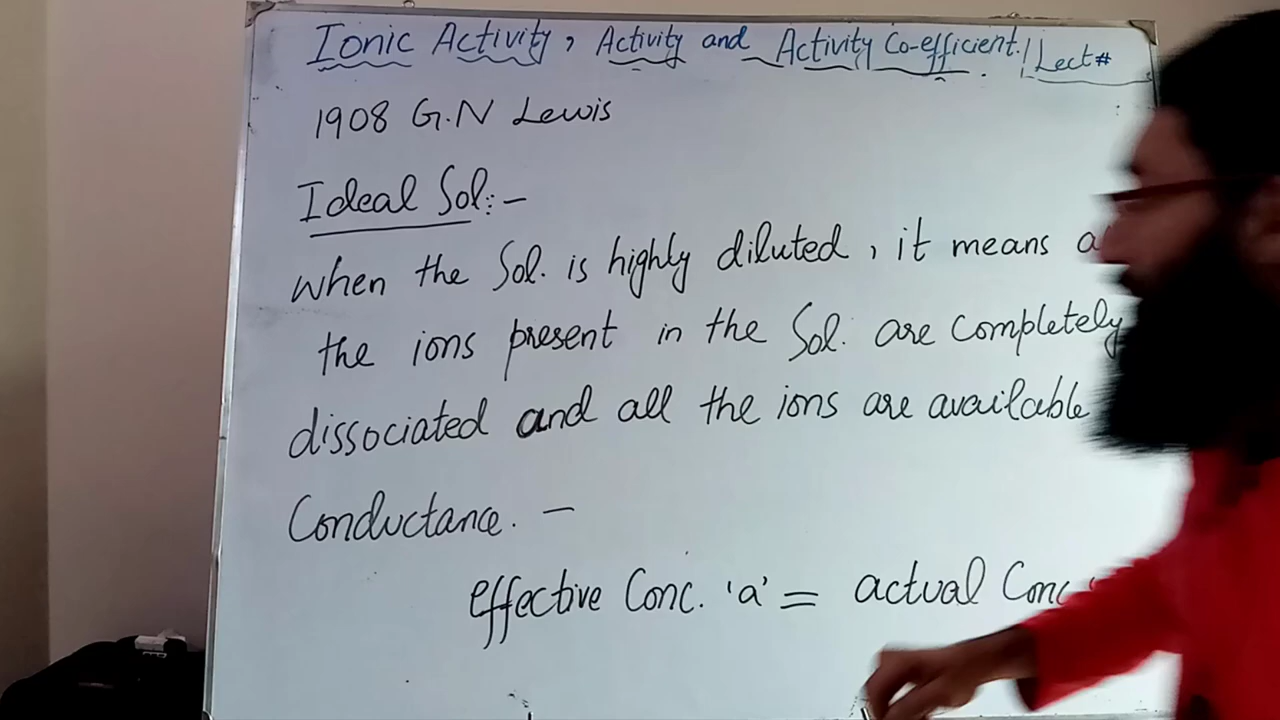 Ionic Activity, Activity and Activity Co-efficient. / Lect#
1908 G.N Lewis
Ideal Sol:-
When the Sol. is highly diluted, it means
the ions present in the Sol. are completely
dissociated and all the ions are available
Conductance. -
effective Conc. 'a' = actual Conc